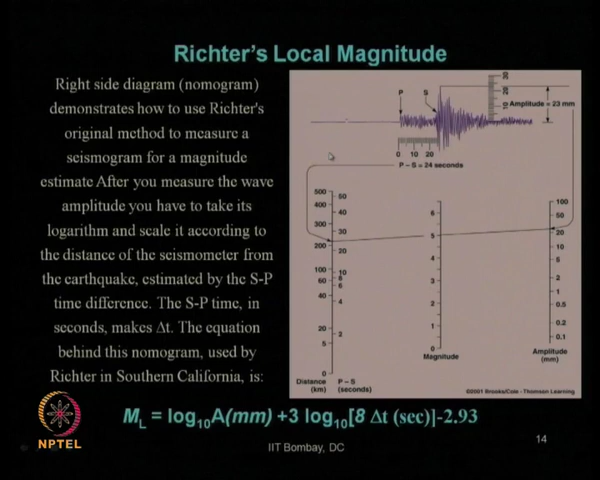 Richter's Local Magnitude
Right side diagram (nomogram)
demonstrates how to use Richter's
original method to measure a
seismogram for a magnitude
estimate After you measure the wave
amplitude you have to take its
logarithm and scale it according to
the distance of the seismometer from
the earthquake, estimated by the S-P
time difference. The S-P time, in
seconds, makes Δt. The equation
behind this nomogram, used by
Richter in Southern California, is:
P S
30
20
10
Amplitude = 23 mm
0 10 20
P – S = 24 seconds
500 50
400 40
300 30
200 20
100 10
8
60 6
40 4
20 2
5
0
Distance P – S
(km) (seconds)
6
5
4
3
2
1
0
Magnitude
100
50
20
10
5
2
1
0.5
0.2
0.1
Amplitude
(mm)
©2001 Brooks/Cole - Thomson Learning
M_L = log₁₀A(mm) +3 log₁₀[8 Δt (sec)]-2.93
NPTEL
IIT Bombay, DC
14